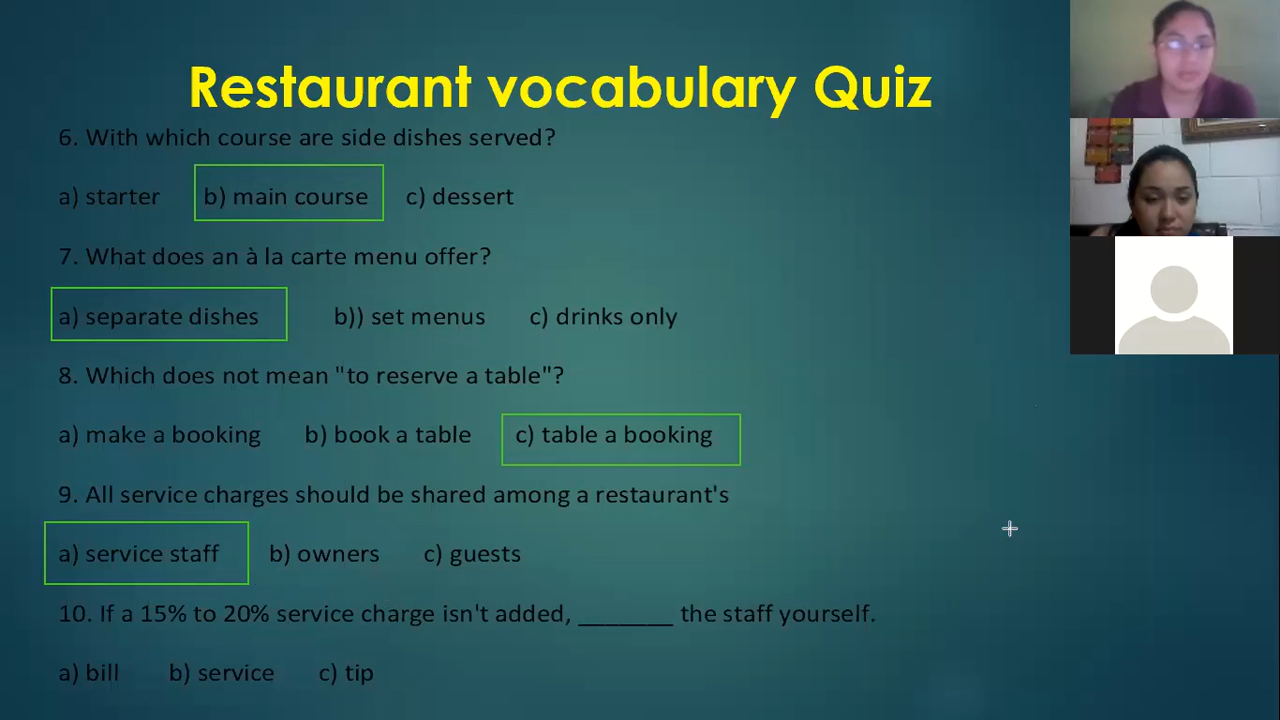 Restaurant vocabulary Quiz
6. With which course are side dishes served?
a) starter b) main course c) dessert
7. What does an à la carte menu offer?
a) separate dishes b)) set menus c) drinks only
8. Which does not mean "to reserve a table"?
a) make a booking b) book a table c) table a booking
9. All service charges should be shared among a restaurant's
a) service staff b) owners c) guests
10. If a 15% to 20% service charge isn't added, _______ the staff yourself.
a) bill b) service c) tip